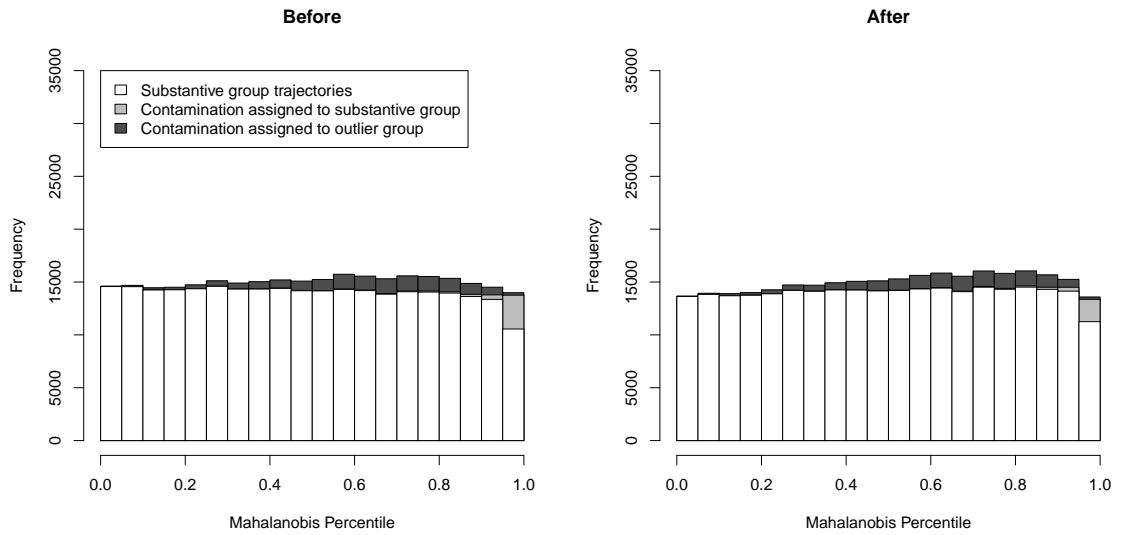 Before
35000
25000
15000
5000
0
Frequency
Substantive group trajectories
Contamination assigned to substantive group
Contamination assigned to outlier group
0.0 0.2 0.4 0.6 0.8 1.0
Mahalanobis Percentile
After
35000
25000
15000
5000
0
Frequency
0.0 0.2 0.4 0.6 0.8 1.0
Mahalanobis Percentile